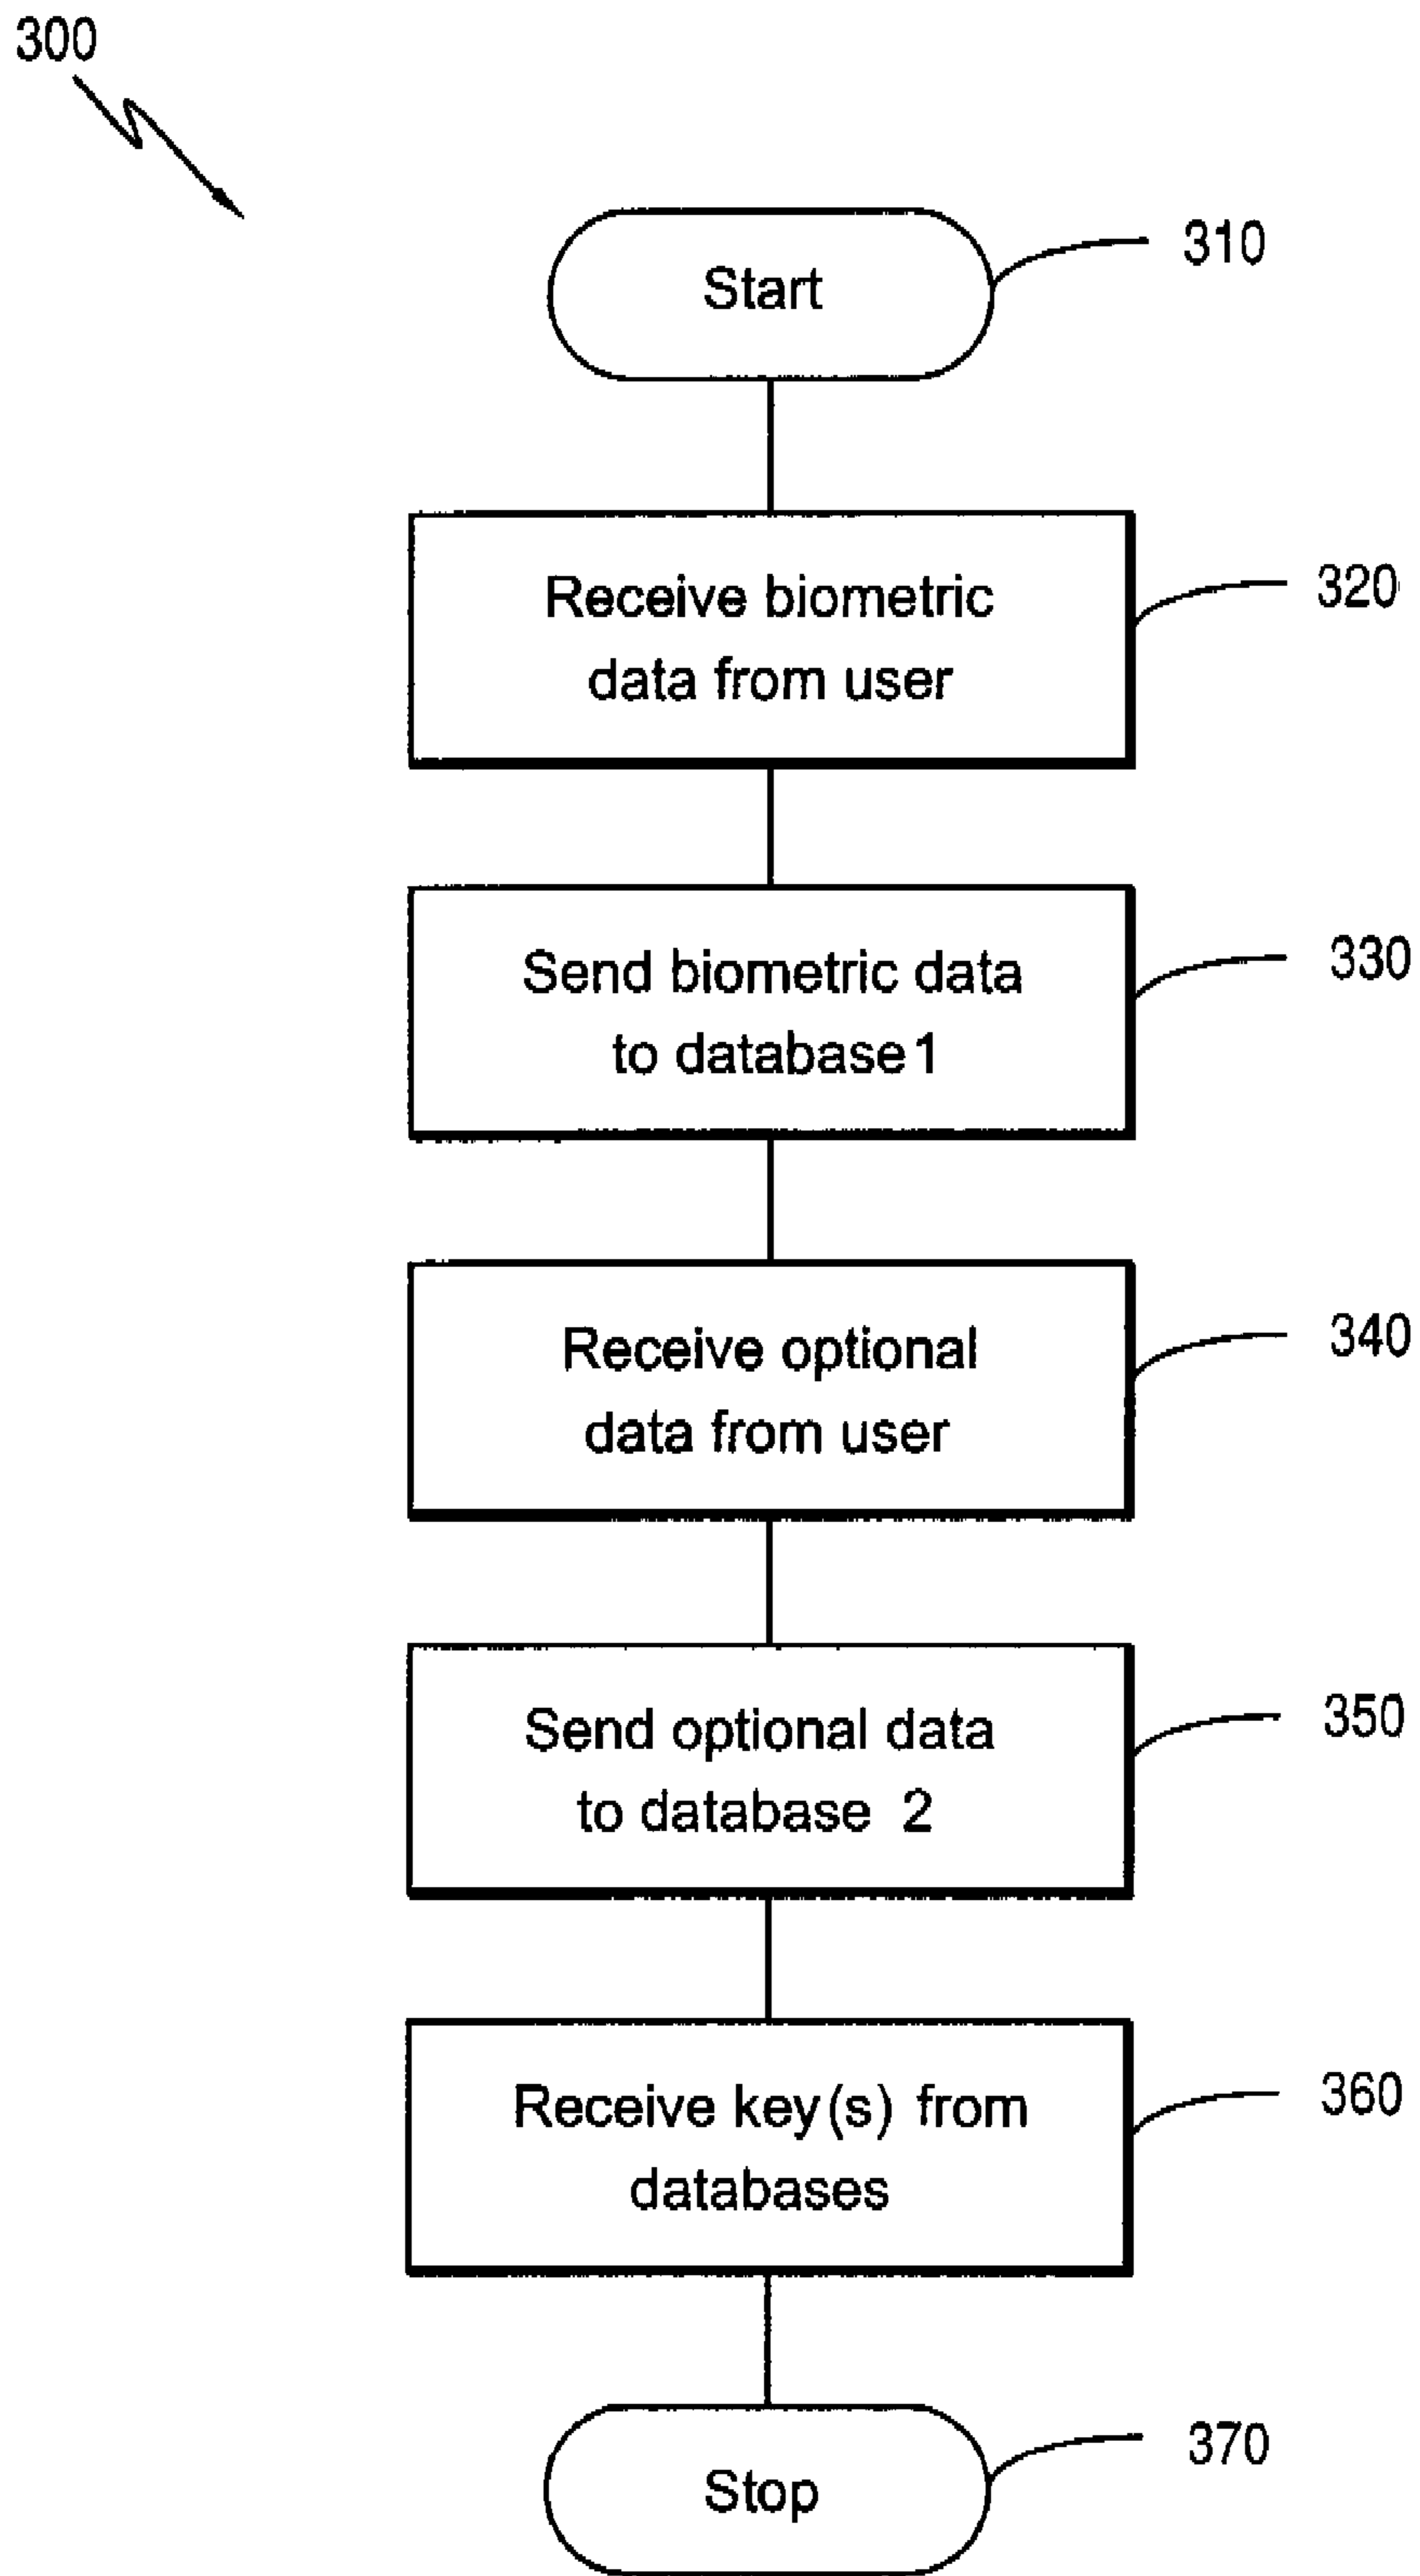 300
Start
310
Receive biometric
data from user
320
Send biometric data
to database 1
330
Receive optional
data from user
340
Send optional data
to database 2
350
Receive key(s) from
databases
360
Stop
370